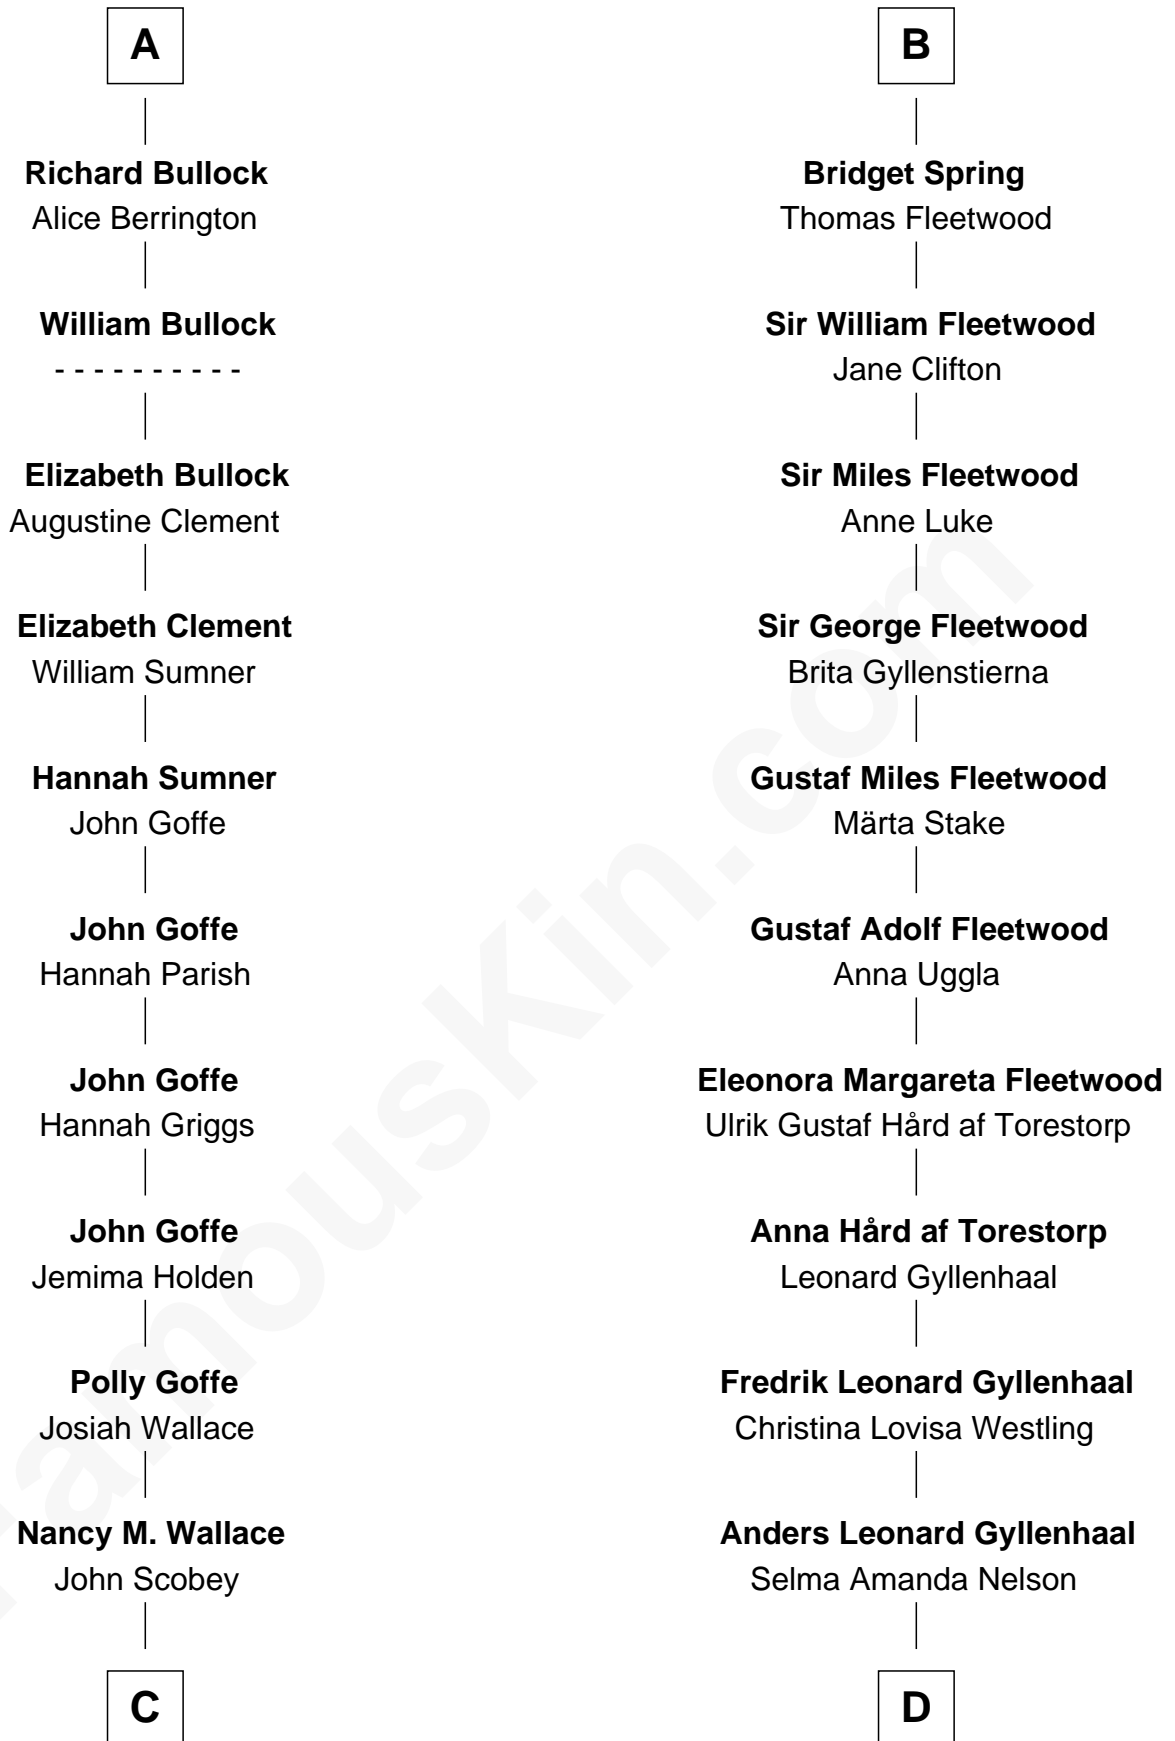 A
Richard Bullock
Alice Berrington
William Bullock
- - - - - - - - - -
Elizabeth Bullock
Augustine Clement
Elizabeth Clement
William Sumner
Hannah Sumner
John Goffe
John Goffe
Hannah Parish
John Goffe
Hannah Griggs
John Goffe
Jemima Holden
Polly Goffe
Josiah Wallace
Nancy M. Wallace
John Scobey
C
B
Bridget Spring
Thomas Fleetwood
Sir William Fleetwood
Jane Clifton
Sir Miles Fleetwood
Anne Luke
Sir George Fleetwood
Brita Gyllenstierna
Gustaf Miles Fleetwood
Märta Stake
Gustaf Adolf Fleetwood
Anna Uggla
Eleonora Margareta Fleetwood
Ulrik Gustaf Hård af Torestorp
Anna Hård af Torestorp
Leonard Gyllenhaal
Fredrik Leonard Gyllenhaal
Christina Lovisa Westling
Anders Leonard Gyllenhaal
Selma Amanda Nelson
D
FamousKin.com